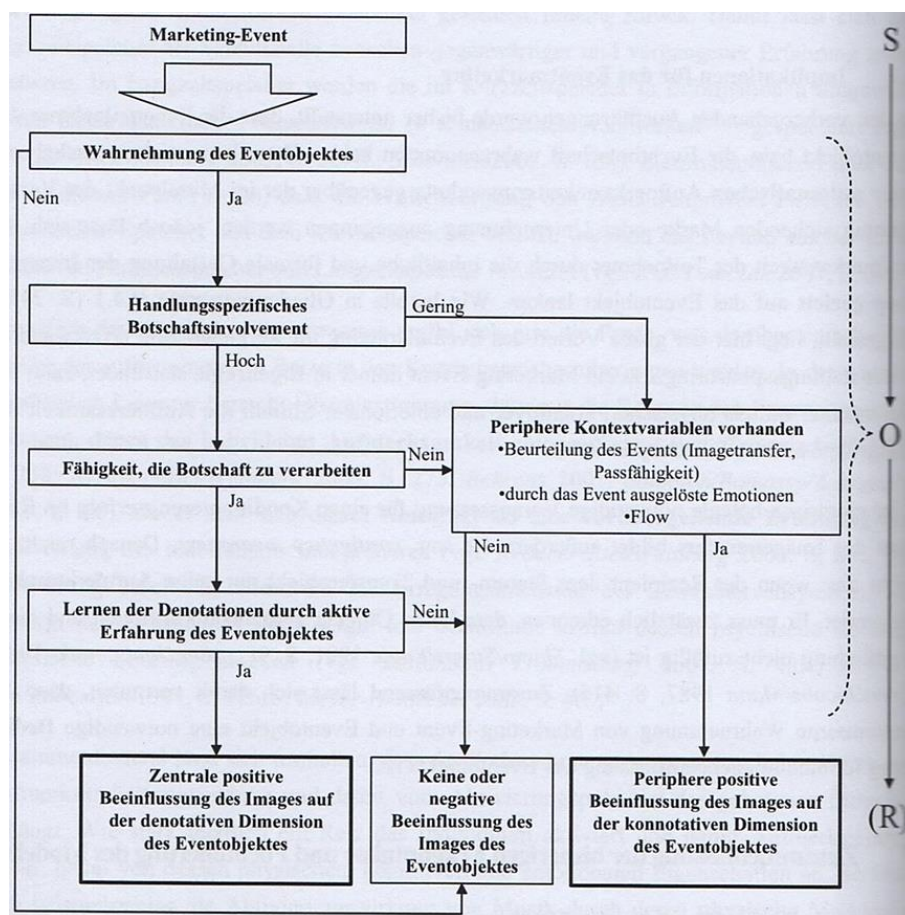 Marketing-Event
S
Wahrnehmung des Eventobjektes
Nein
Ja
Handlungsspezifisches
Botschaftsinvolvement
Gering
Hoch
Periphere Kontextvariablen vorhanden
•Beurteilung des Events (Imagetransfer,
Passfähigkeit)
•durch das Event ausgelöste Emotionen
•Flow
O
Fähigkeit, die Botschaft zu verarbeiten
Nein
Ja
Nein
Ja
Lernen der Denotationen durch aktive
Erfahrung des Eventobjektes
Nein
Ja
Zentrale positive
Beeinflussung des Images auf
der denotativen Dimension
des Eventobjektes
Keine oder
negative
Beeinflussung
des Images des
Eventobjektes
Periphere positive
Beeinflussung des Images auf
der konnotativen Dimension
des Eventobjektes
(R)